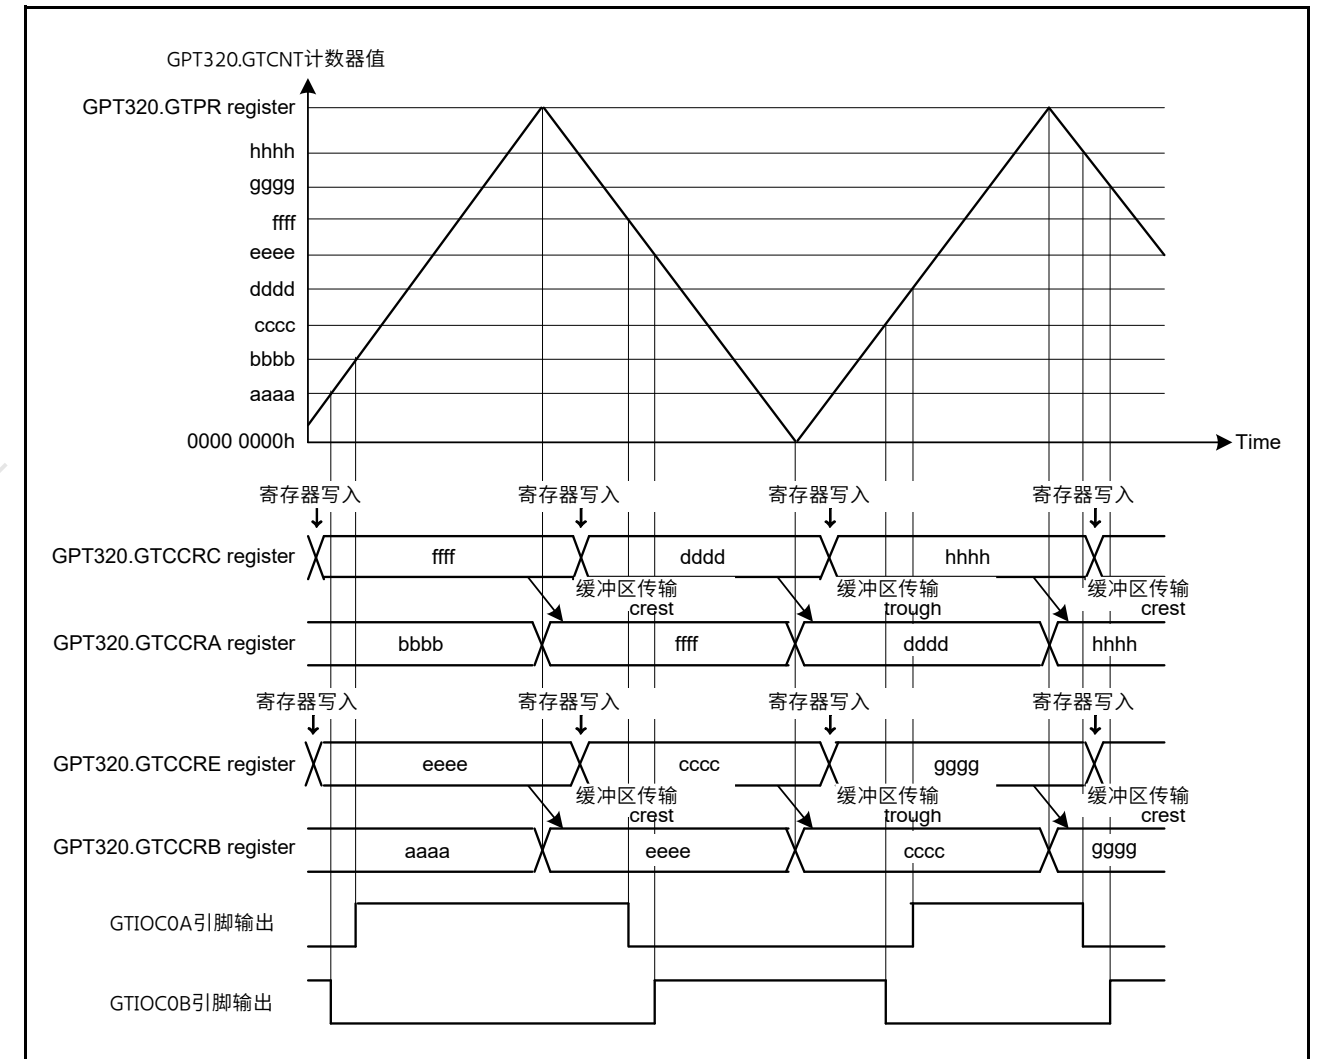 GPT320.GTCNT计数器值
GPT320.GTPR register
hhhh
gggg
ffff
eeee
dddd
cccc
bbbb
aaaa
0000 0000h
Time
寄存器写入 寄存器写入 寄存器写入 寄存器写入
GPT320.GTCCRC register ffff dddd hhhh
缓冲区传输 缓冲区传输 缓冲区传输
crest trough crest
GPT320.GTCCRA register bbbb ffff dddd hhhh
寄存器写入 寄存器写入 寄存器写入 寄存器写入
GPT320.GTCCRE register eeee cccc gggg
缓冲区传输 缓冲区传输 缓冲区传输
crest trough crest
GPT320.GTCCRB register aaaa eeee cccc gggg
GTIOC0A引脚输出
GTIOC0B引脚输出